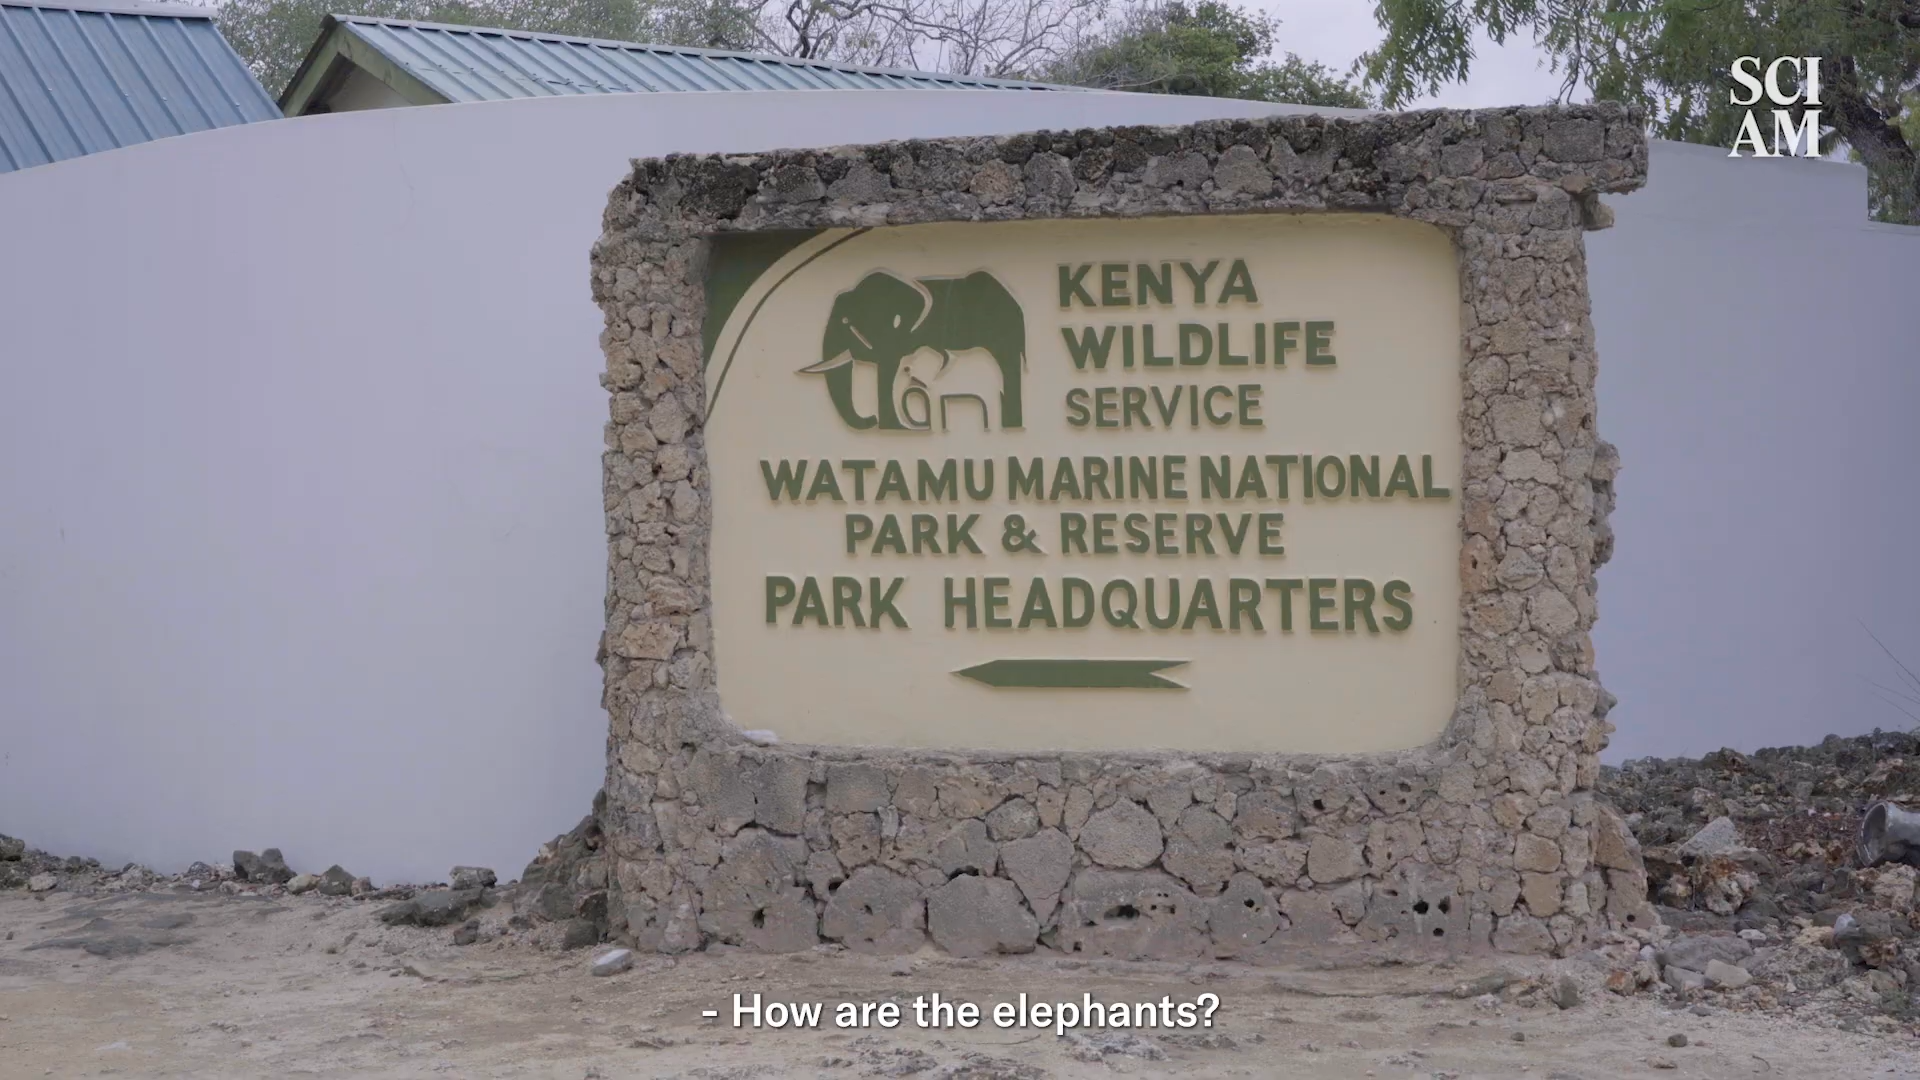 SCI
AM
KENYA
WILDLIFE
SERVICE
WATAMU MARINE NATIONAL
PARK & RESERVE
PARK HEADQUARTERS
- How are the elephants?